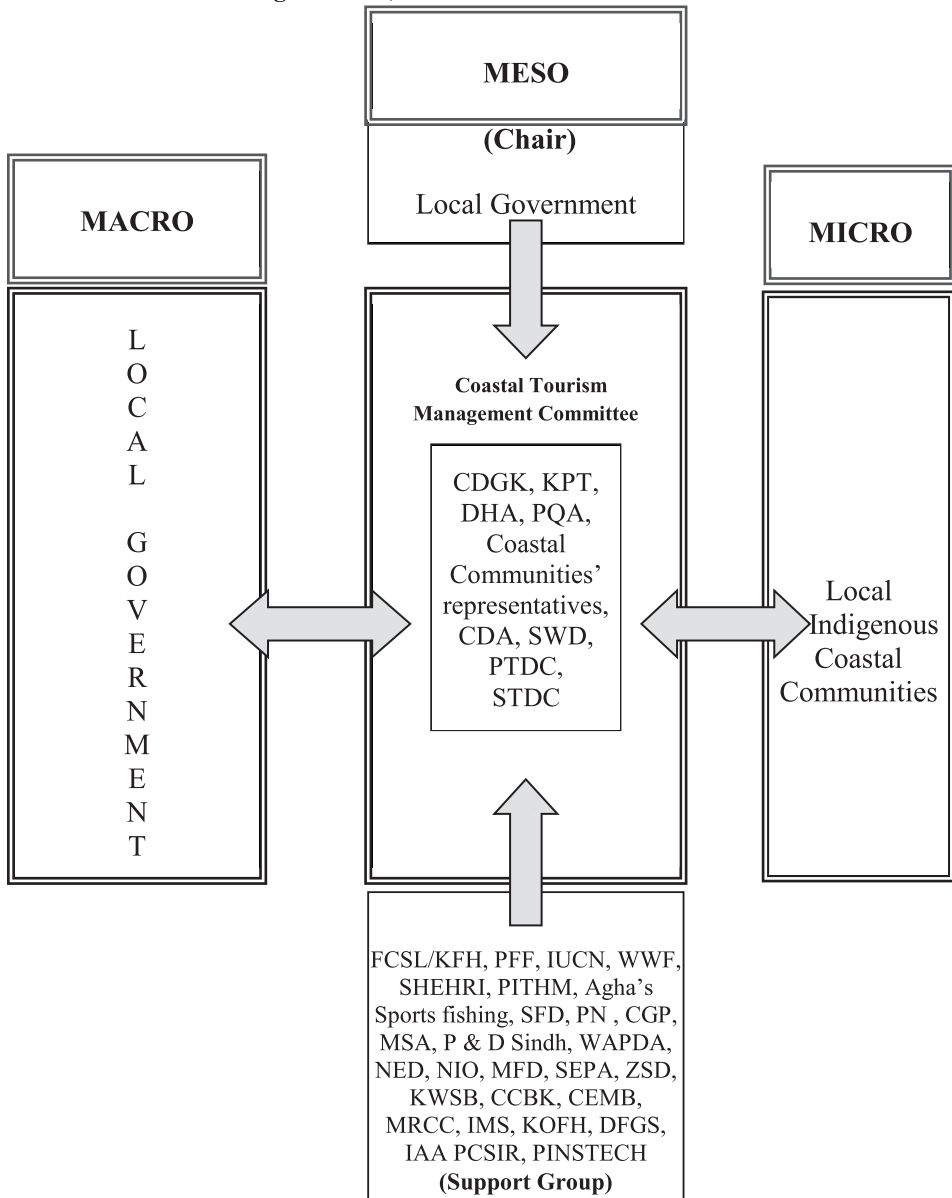 MESO
(Chair)
Local Government
MACRO
L
O
C
A
L
G
O
V
E
R
N
M
E
N
T
Coastal Tourism
Management Committee
CDGK, KPT,
DHA, PQA,
Coastal
Communities’
representatives,
CDA, SWD,
PTDC,
STDC
MICRO
Local
Indigenous
Coastal
Communities
FCSL/KFH, PFF, IUCN, WWF,
SHEHRI, PITHM, Agha’s
Sports fishing, SFD, PN , CGP,
MSA, P & D Sindh, WAPDA,
NED, NIO, MFD, SEPA, ZSD,
KWSB, CCBK, CEMB,
MRCC, IMS, KOFH, DFGS,
IAA PCSIR, PINSTECH
(Support Group)